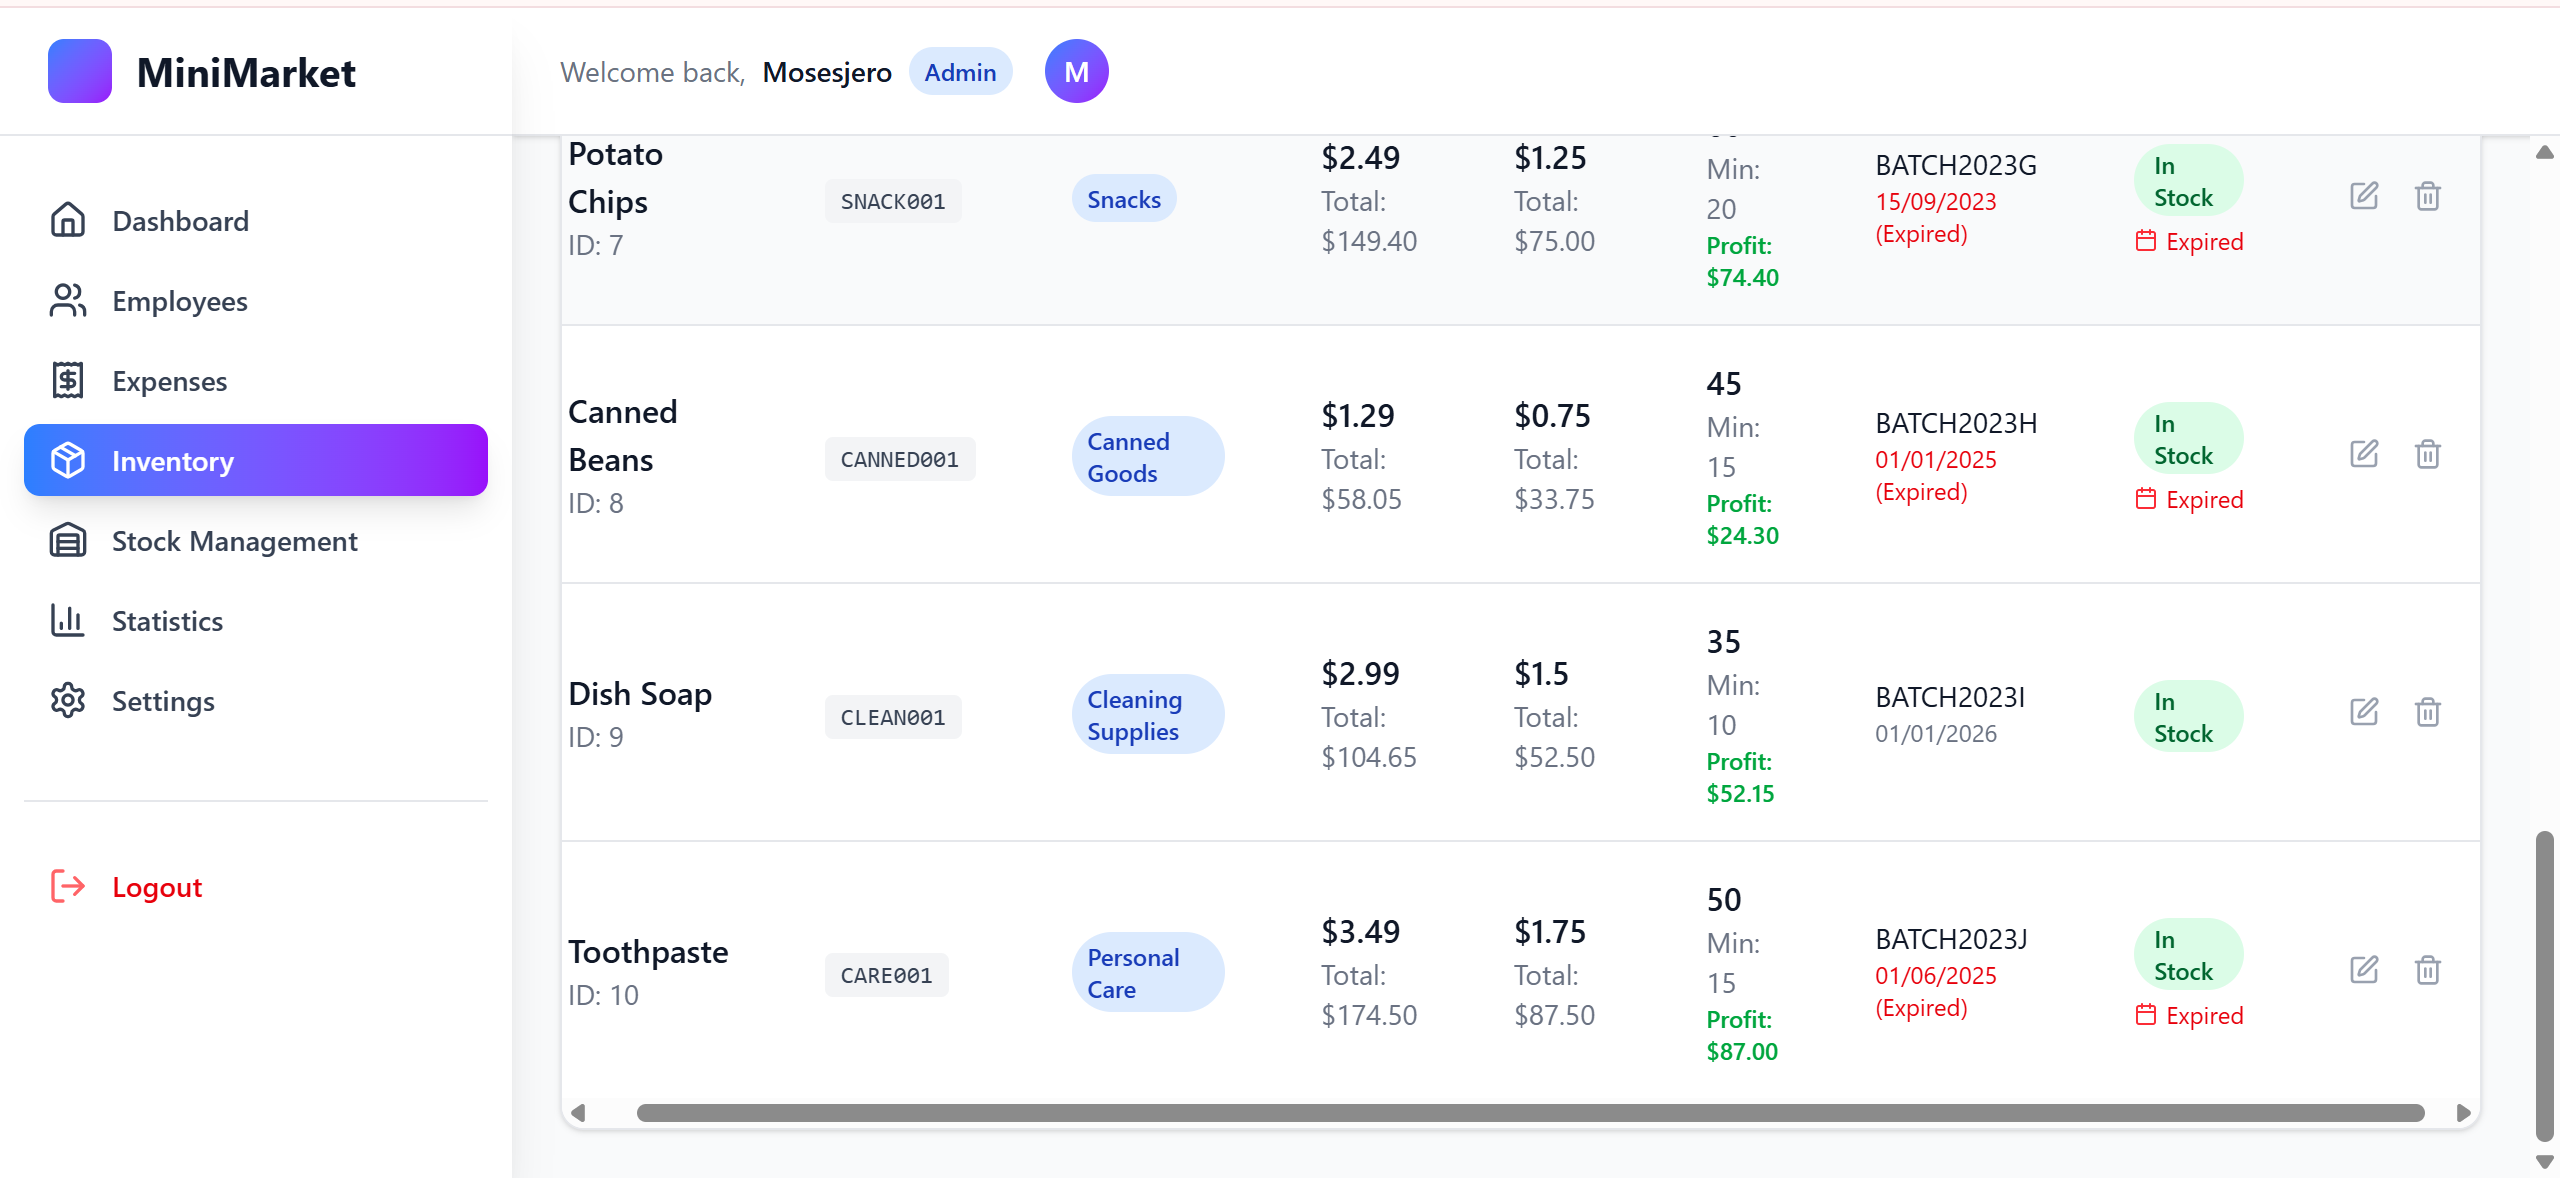 MiniMarket
Welcome back, Mosesjero Admin M
Dashboard
Employees
Expenses
Inventory
Stock Management
Statistics
Settings
Logout
Potato
Chips
ID: 7
SNACK001
Snacks
$2.49
Total:
$149.40
$1.25
Total:
$75.00
Min:
20
Profit:
$74.40
BATCH2023G
15/09/2023
(Expired)
In
Stock
Expired
Canned
Beans
ID: 8
CANNED001
Canned
Goods
$1.29
Total:
$58.05
$0.75
Total:
$33.75
45
Min:
15
Profit:
$24.30
BATCH2023H
01/01/2025
(Expired)
In
Stock
Expired
Dish Soap
ID: 9
CLEAN001
Cleaning
Supplies
$2.99
Total:
$104.65
$1.5
Total:
$52.50
35
Min:
10
Profit:
$52.15
BATCH2023I
01/01/2026
In
Stock
Toothpaste
ID: 10
CARE001
Personal
Care
$3.49
Total:
$174.50
$1.75
Total:
$87.50
50
Min:
15
Profit:
$87.00
BATCH2023J
01/06/2025
(Expired)
In
Stock
Expired